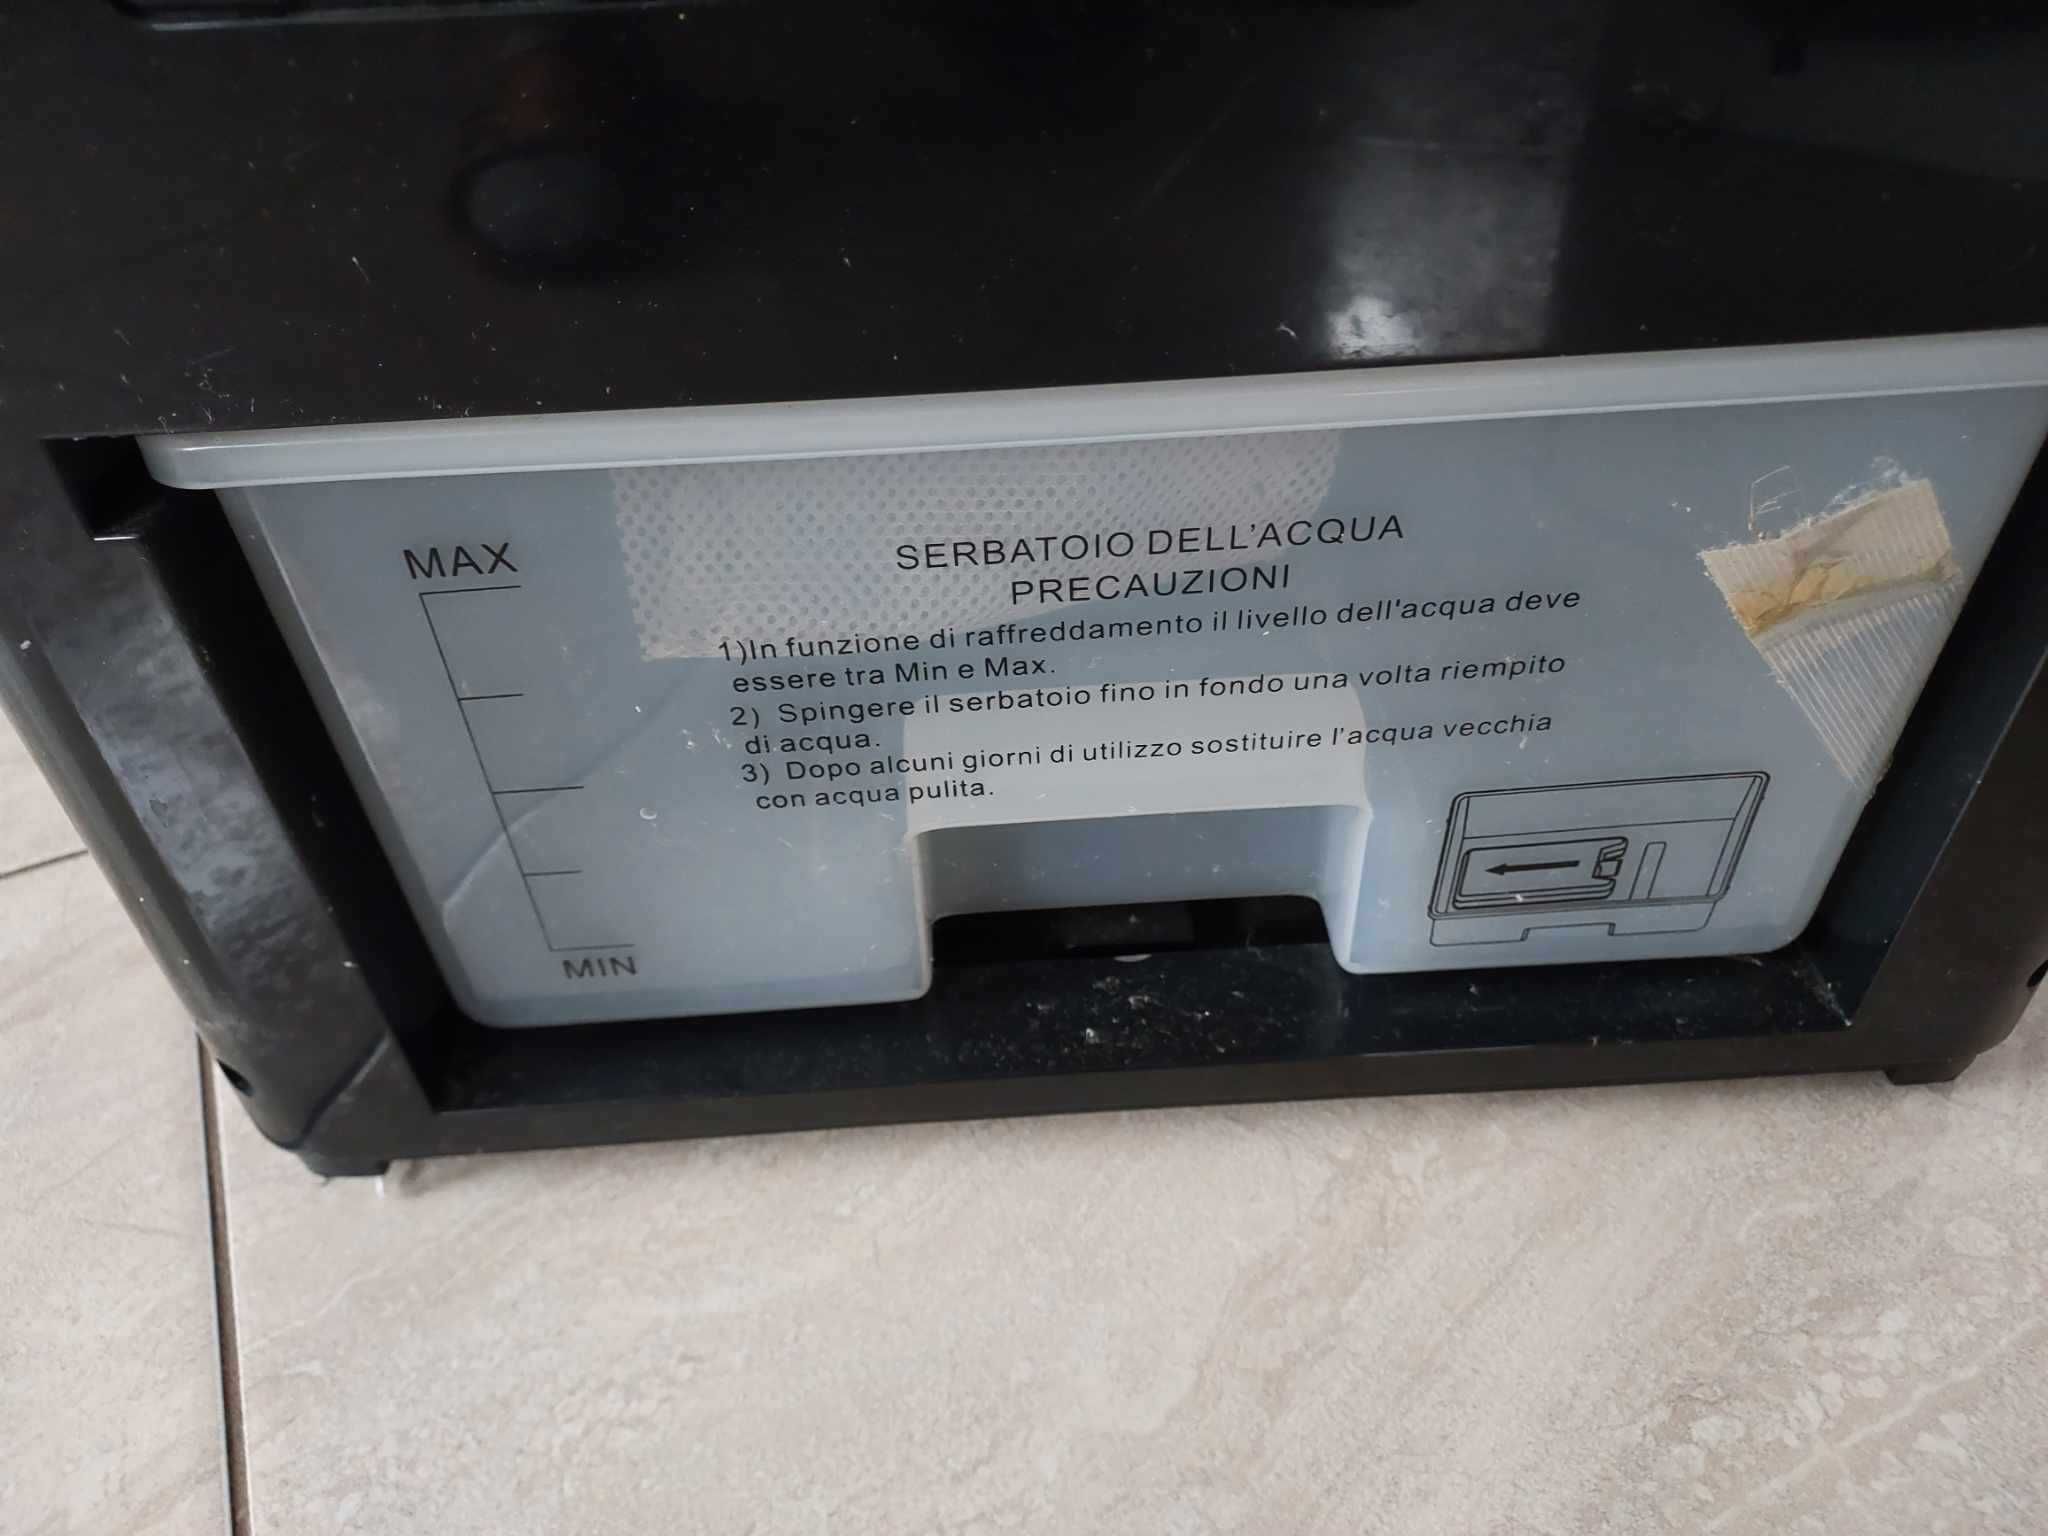 MAX
SERBATOIO DELL'ACQUA
PRECAUZIONI
1)In funzione di raffreddamento il livello dell'acqua deve
essere tra Min e Max.
2) Spingere il serbatoio fino in fondo una volta riempito
di acqua.
3) Dopo alcuni giorni di utilizzo sostituire l'acqua vecchia
con acqua pulita.
MIN